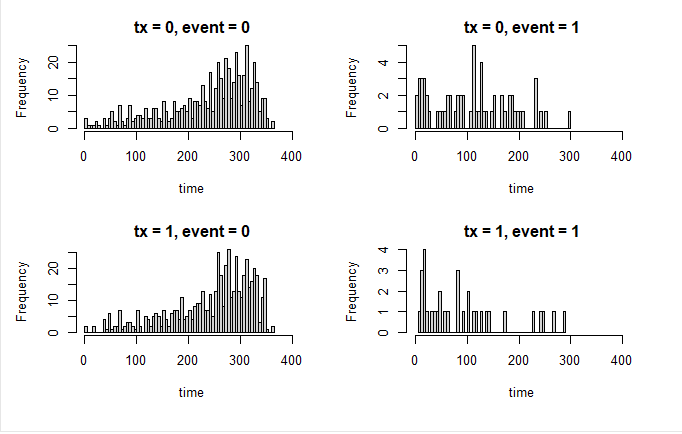 tx = 0, event = 0
Frequency
0 10 20
0 100 200 300 400
time
tx = 0, event = 1
Frequency
0 2 4
0 100 200 300 400
time
tx = 1, event = 0
Frequency
0 10 20
0 100 200 300 400
time
tx = 1, event = 1
Frequency
0 1 2 3 4
0 100 200 300 400
time